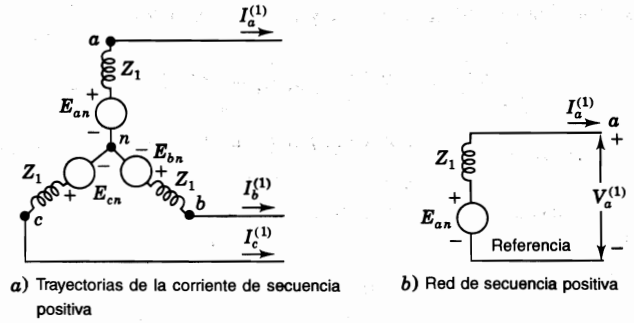 I_a^{(1)}
a
Z_1
+
E_{an}
−
n
−
E_{bn}
−
+
Z_1
Z_1
+
E_{cn}
b
I_b^{(1)}
c
I_c^{(1)}
a) Trayectorias de la corriente de secuencia
positiva
I_a^{(1)}
a
+
Z_1
V_a^{(1)}
+
E_{an}
−
Referencia
−
b) Red de secuencia positiva